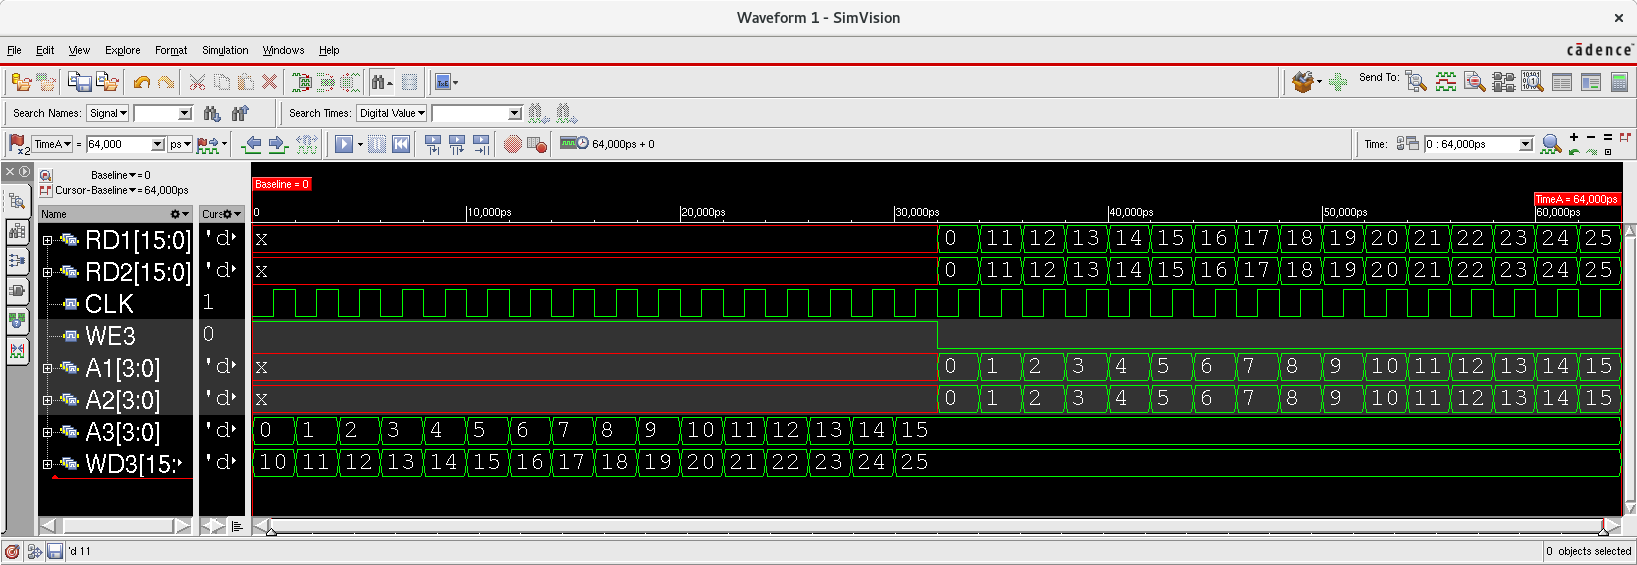 Waveform 1 - SimVision
File Edit View Explore Format Simulation Windows Help
cādence
Send To:
Search Names: Signal Search Times: Digital Value
x2 TimeA = 64,000 ps 64,000ps + 0 Time: 0 : 64,000ps
Baseline = 0
Cursor-Baseline = 64,000ps
Baseline = 0
TimeA = 64,000ps
Name Curs 0 10,000ps 20,000ps 30,000ps 40,000ps 50,000ps 60,000ps
RD1[15:0] 'd x 0 11 12 13 14 15 16 17 18 19 20 21 22 23 24 25
RD2[15:0] 'd x 0 11 12 13 14 15 16 17 18 19 20 21 22 23 24 25
CLK 1
WE3 0
A1[3:0] 'd x 0 1 2 3 4 5 6 7 8 9 10 11 12 13 14 15
A2[3:0] 'd x 0 1 2 3 4 5 6 7 8 9 10 11 12 13 14 15
A3[3:0] 'd 0 1 2 3 4 5 6 7 8 9 10 11 12 13 14 15
WD3[15: 'd 10 11 12 13 14 15 16 17 18 19 20 21 22 23 24 25
'd 11 0 objects selected